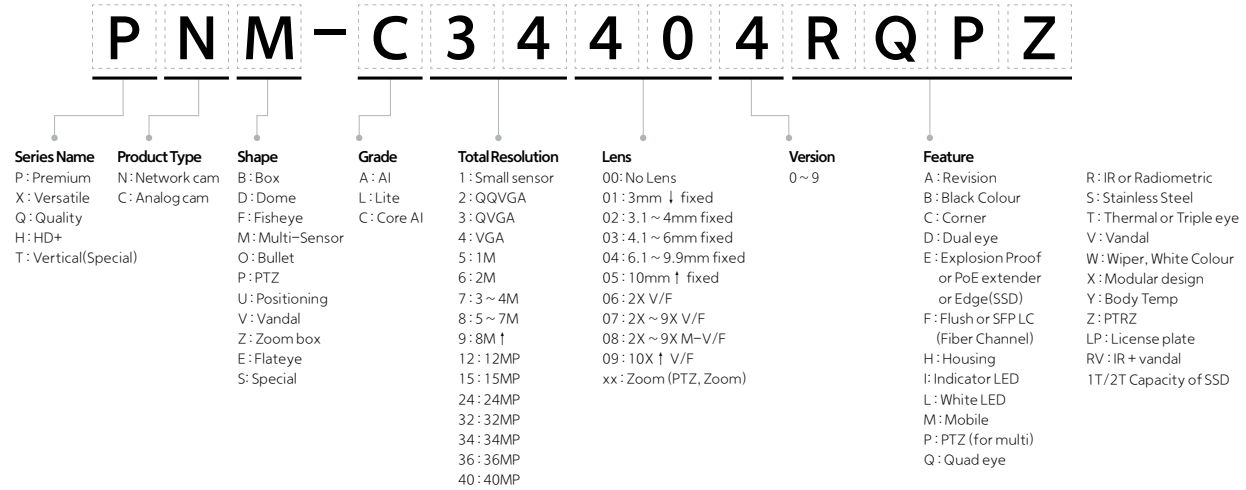 PNM-C34404RQPZ
Series Name
P : Premium
X : Versatile
Q : Quality
H : HD+
T : Vertical(Special)
Product Type
N : Network cam
C : Analog cam
Shape
B : Box
D : Dome
F : Fisheye
M : Multi-Sensor
O : Bullet
P : PTZ
U : Positioning
V : Vandal
Z : Zoom box
E : Flateye
S : Special
Grade
A : AI
L : Lite
C : Core AI
Total Resolution
1 : Small sensor
2 : QQVGA
3 : QVGA
4 : VGA
5 : 1M
6 : 2M
7 : 3 ~ 4M
8 : 5 ~ 7M
9 : 8M ↑
12 : 12MP
15 : 15MP
24 : 24MP
32 : 32MP
34 : 34MP
36 : 36MP
40 : 40MP
Lens
00: No Lens
01 : 3mm ↓ fixed
02 : 3.1 ~ 4mm fixed
03 : 4.1 ~ 6mm fixed
04 : 6.1 ~ 9.9mm fixed
05 : 10mm ↑ fixed
06 : 2X V/F
07 : 2X ~ 9X V/F
08 : 2X ~ 9X M-V/F
09 : 10X ↑ V/F
xx : Zoom (PTZ, Zoom)
Version
0 ~ 9
Feature
A : Revision
B : Black Colour
C : Corner
D : Dual eye
E : Explosion Proof
or PoE extender
or Edge(SSD)
F : Flush or SFP LC
(Fiber Channel)
H : Housing
I: Indicator LED
L : White LED
M : Mobile
P : PTZ (for multi)
Q : Quad eye
R : IR or Radiometric
S : Stainless Steel
T : Thermal or Triple eye
V : Vandal
W : Wiper, White Colour
X : Modular design
Y : Body Temp
Z : PTRZ
LP : License plate
RV : IR + vandal
1T/2T Capacity of SSD